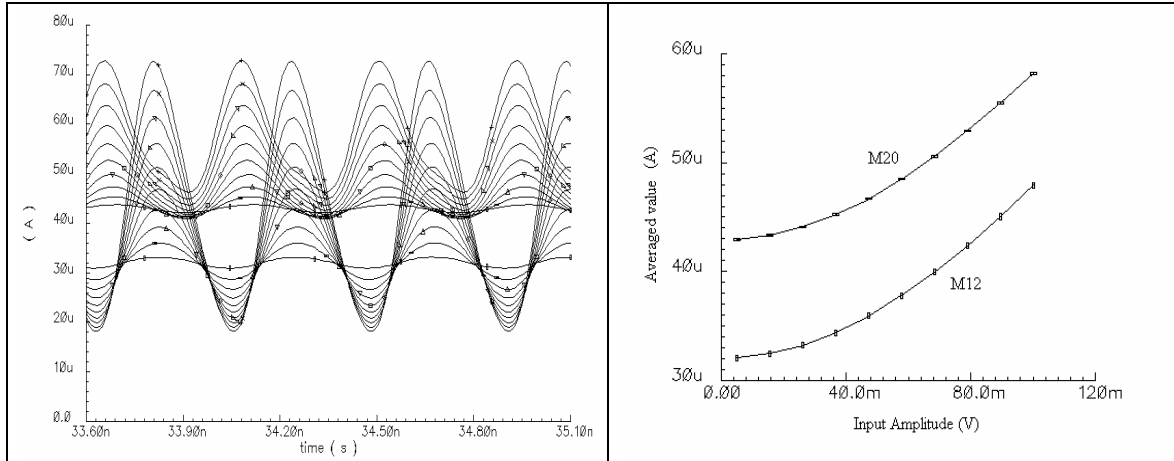 80u
70u
60u
50u
40u
30u
20u
10u
0.0
( A )
33.60n 33.90n 34.20n 34.50n 34.80n 35.10n
time ( s )
60u
50u
40u
30u
Averaged value (A)
M20
M12
0.00 40.0m 80.0m 120m
Input Amplitude (V)